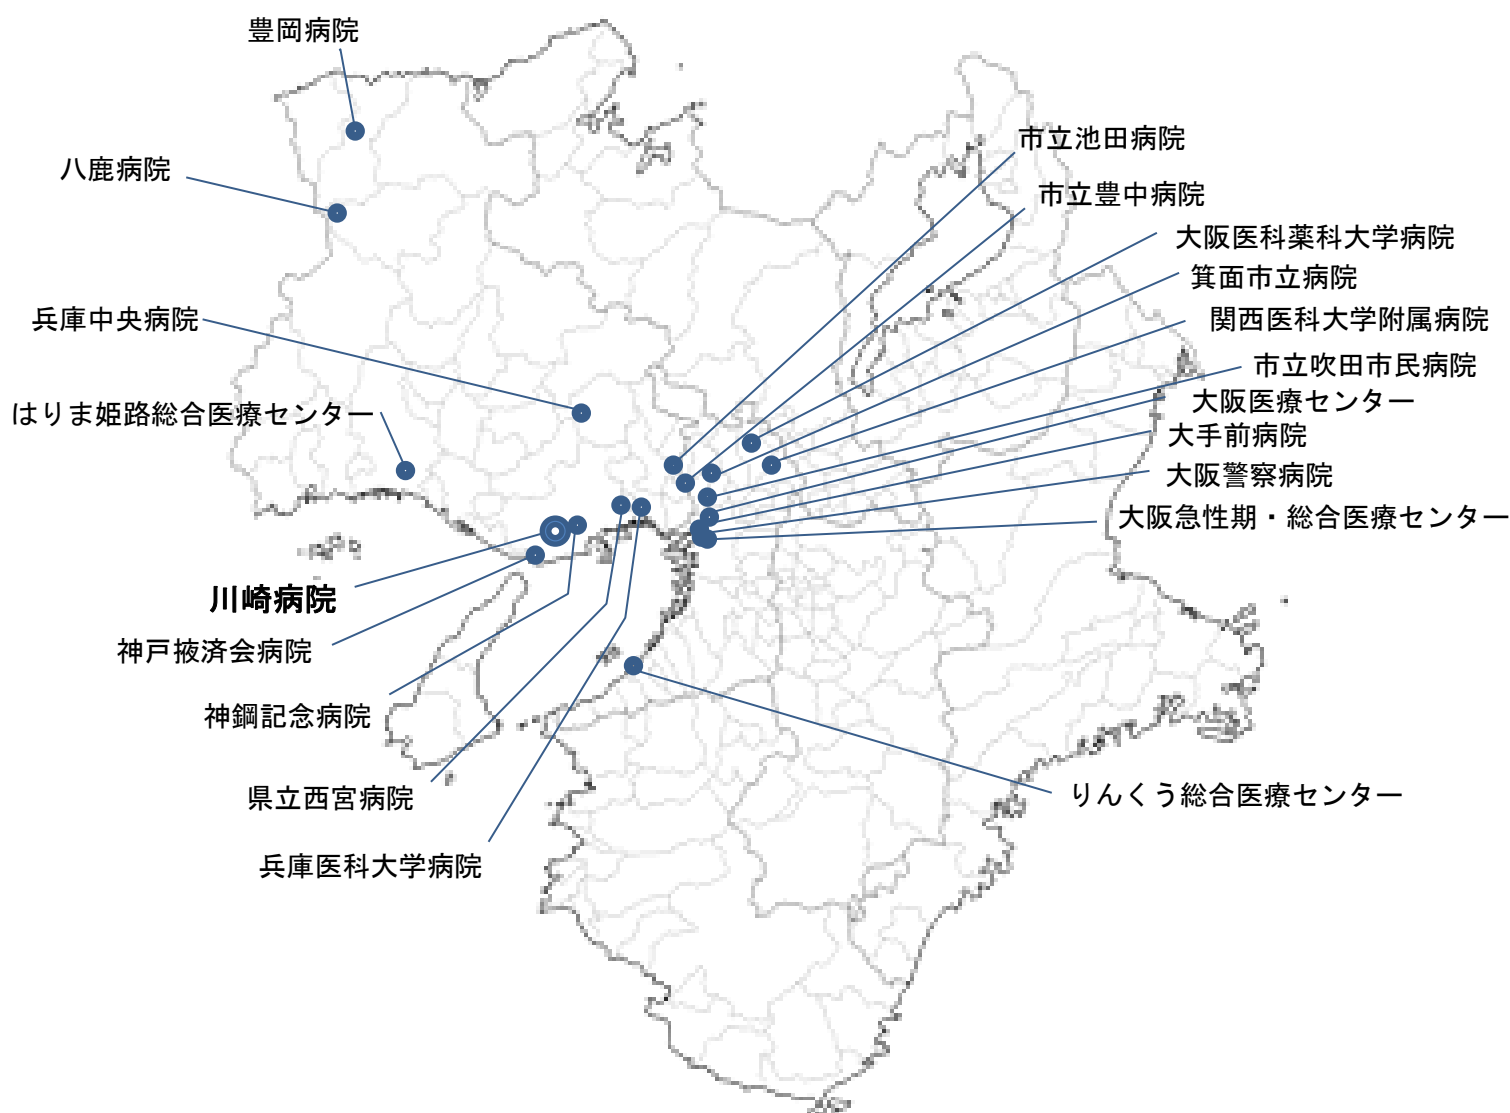 豊岡病院
八鹿病院
兵庫中央病院
はりま姫路総合医療センター
川崎病院
神戸掖済会病院
神鋼記念病院
県立西宮病院
兵庫医科大学病院
市立池田病院
市立豊中病院
大阪医科薬科大学病院
箕面市立病院
関西医科大学附属病院
市立吹田市民病院
大阪医療センター
大手前病院
大阪警察病院
大阪急性期・総合医療センター
りんくう総合医療センター